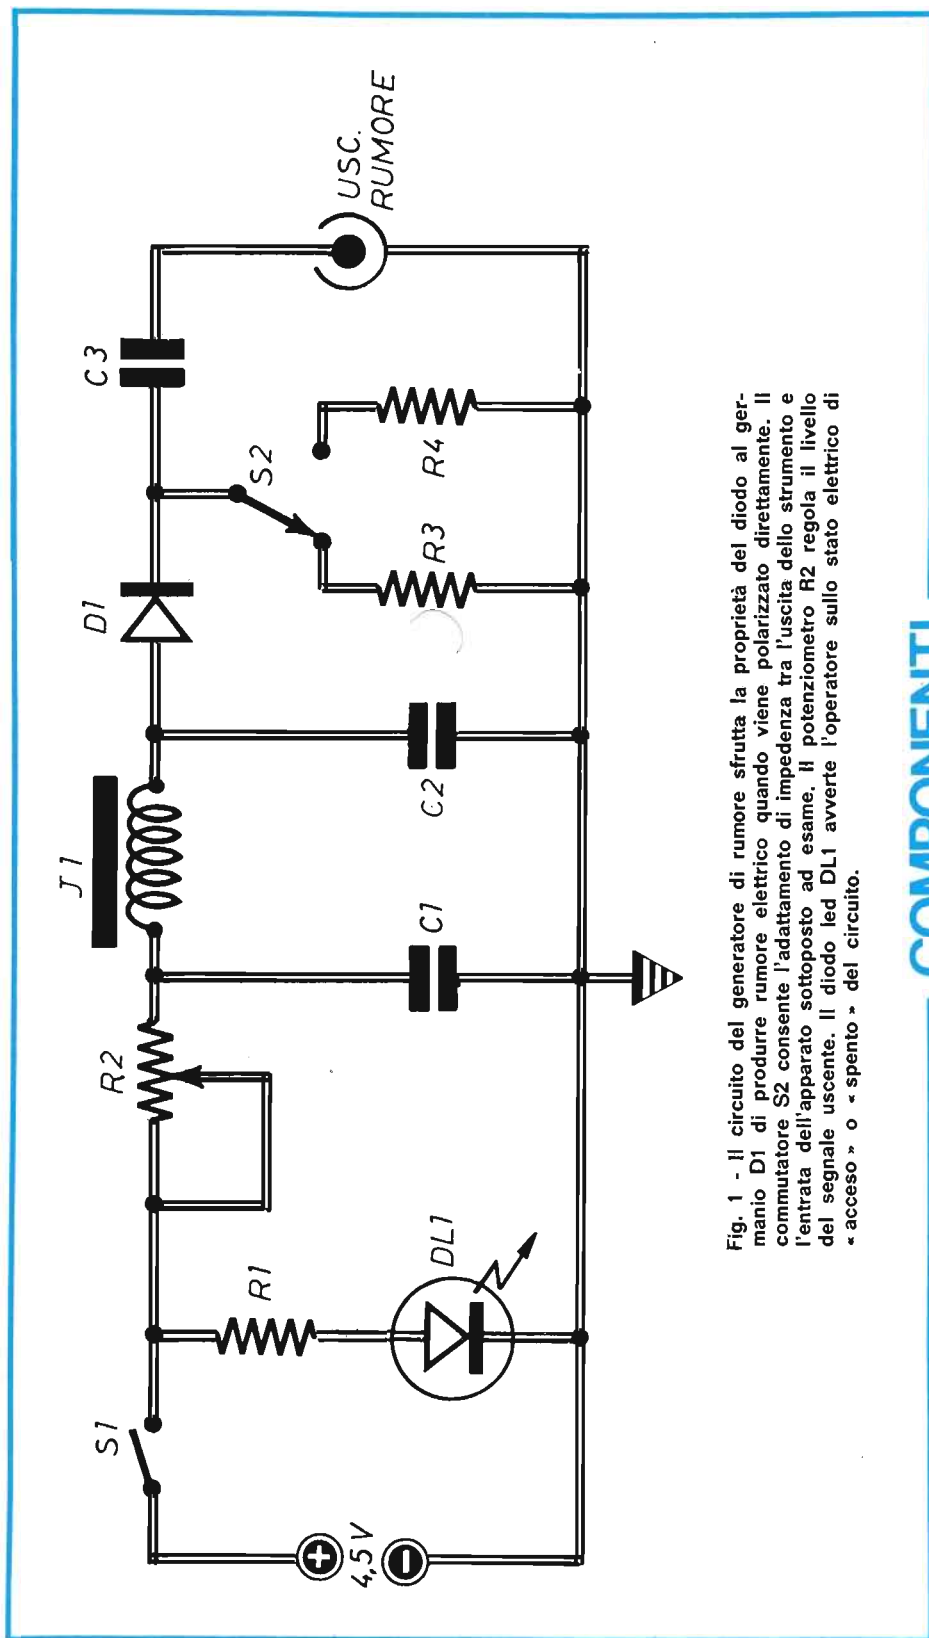 S1
4,5V
R1
DL1
R2
C1
J1
C2
D1
S2
R3
R4
C3
USC.
RUMORE
Fig. 1 - Il circuito del generatore di rumore sfrutta la proprietà del diodo al ger-
manio D1 di produrre rumore elettrico quando viene polarizzato direttamente. Il
commutatore S2 consente l'adattamento di impedenza tra l'uscita dello strumento e
l'entrata dell'apparato sottoposto ad esame. Il potenziometro R2 regola il livello
del segnale uscente. Il diodo led DL1 avverte l'operatore sullo stato elettrico di
« acceso » o « spento » del circuito.
COMPONENTI